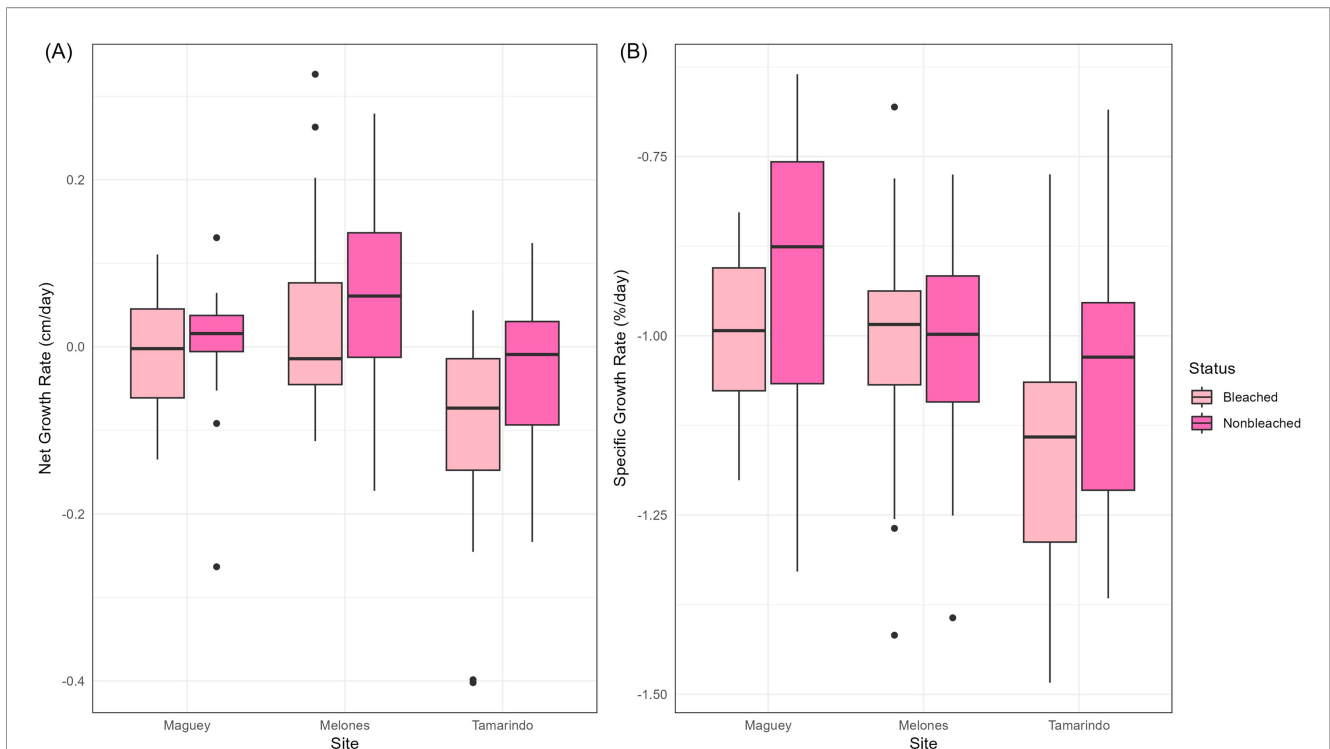 (A)
Net Growth Rate (cm/day)
0.2
0.0
-0.2
-0.4
Maguey
Melones
Tamarindo
Site
(B)
Specific Growth Rate (%/day)
-0.75
-1.00
-1.25
-1.50
Maguey
Melones
Tamarindo
Site
Status
Bleached
Nonbleached